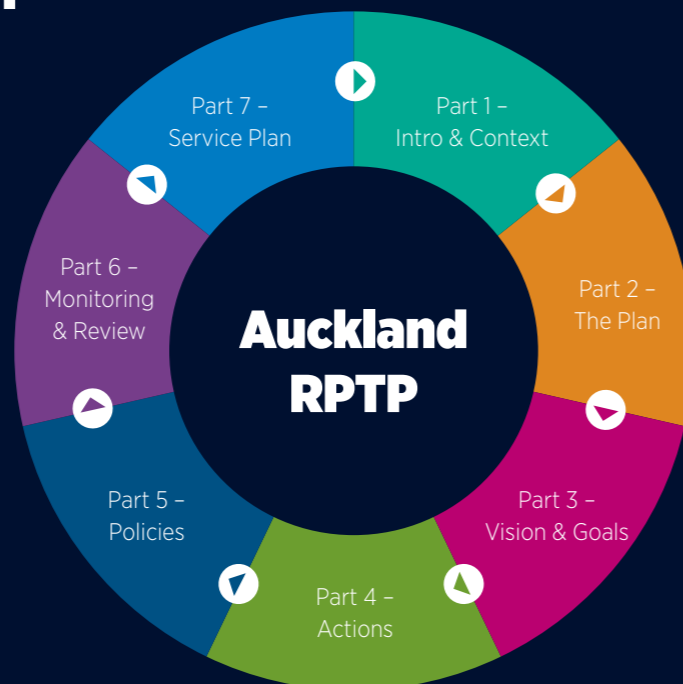 Part 1 –
Intro & Context
Part 2 –
The Plan
Part 3 –
Vision & Goals
Part 4 –
Actions
Part 5 –
Policies
Part 6 –
Monitoring
& Review
Part 7 –
Service Plan
Auckland
RPTP